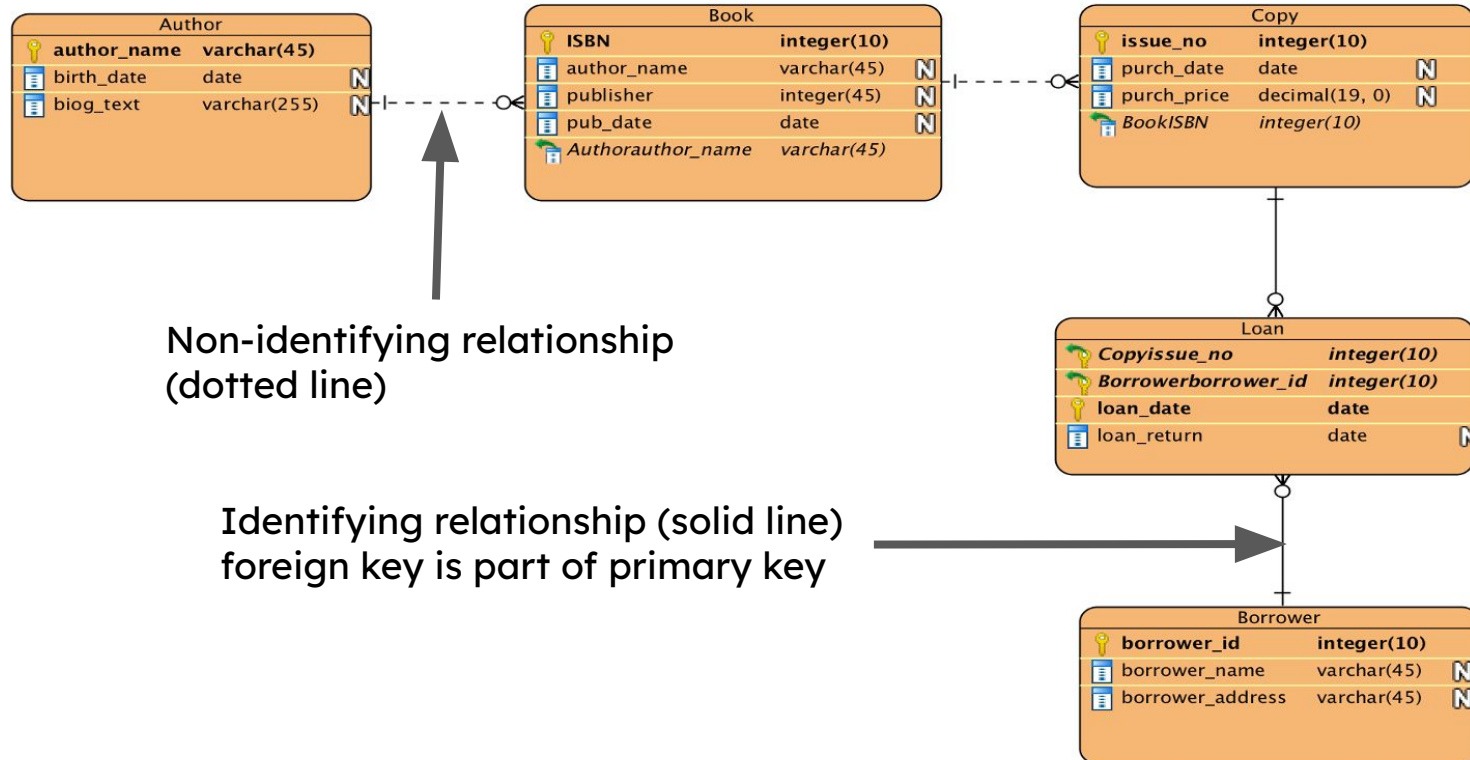 Author
author_name varchar(45)
birth_date date N
biog_text varchar(255) N
Book
ISBN integer(10)
author_name varchar(45) N
publisher integer(45) N
pub_date date N
Authorauthor_name varchar(45)
Copy
issue_no integer(10)
purch_date date N
purch_price decimal(19, 0) N
BookISBN integer(10)
Non-identifying relationship
(dotted line)
Loan
Copyissue_no integer(10)
Borrowerborrower_id integer(10)
loan_date date
loan_return date N
Identifying relationship (solid line)
foreign key is part of primary key
Borrower
borrower_id integer(10)
borrower_name varchar(45) N
borrower_address varchar(45) N